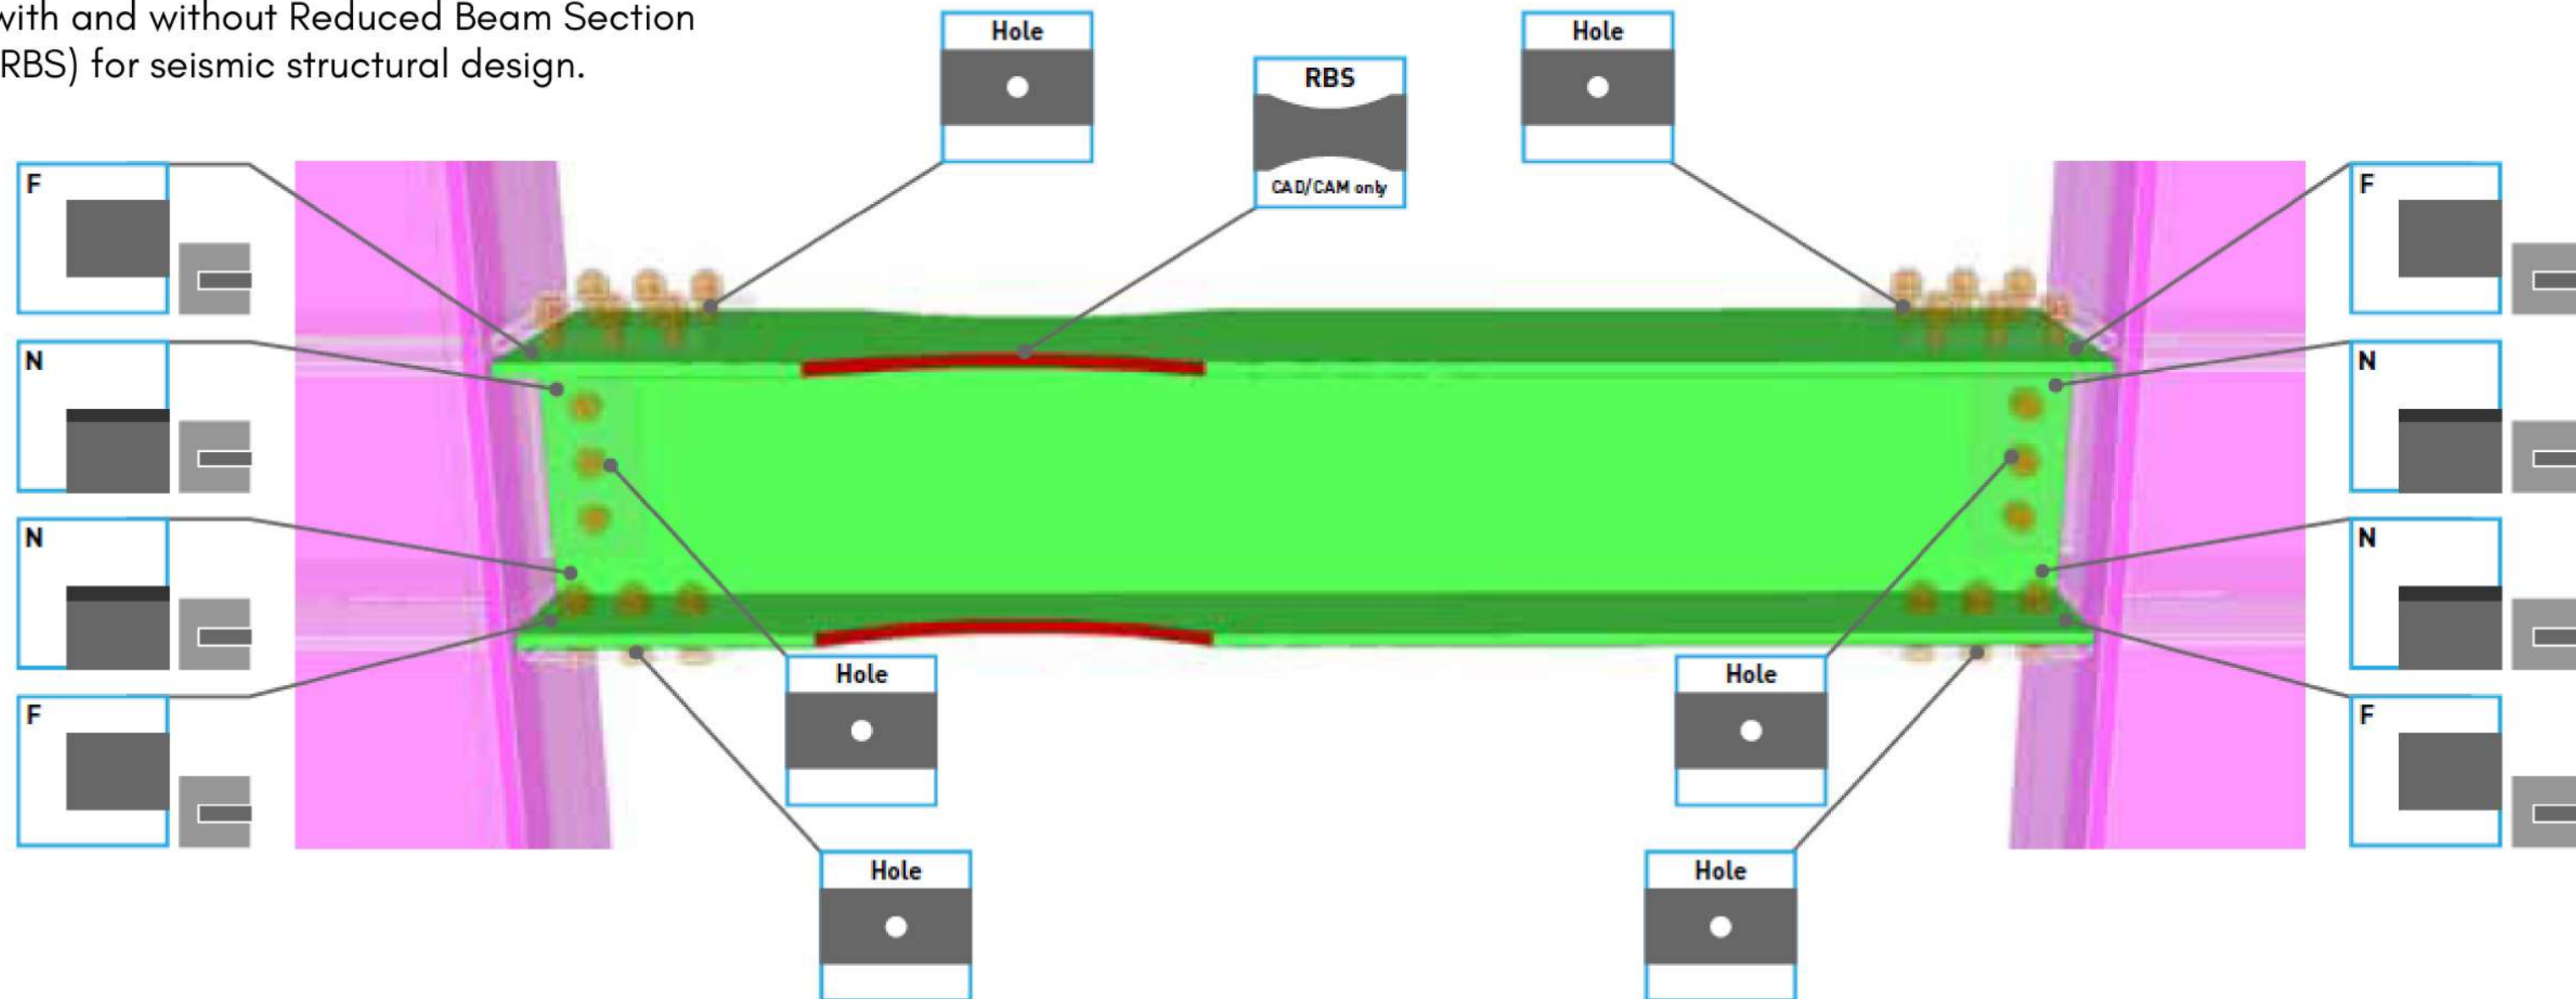 with and without Reduced Beam Section
RBS) for seismic structural design.
Hole
Hole
RBS
CAD/CAM only
F
F
N
N
N
N
F
F
Hole
Hole
Hole
Hole